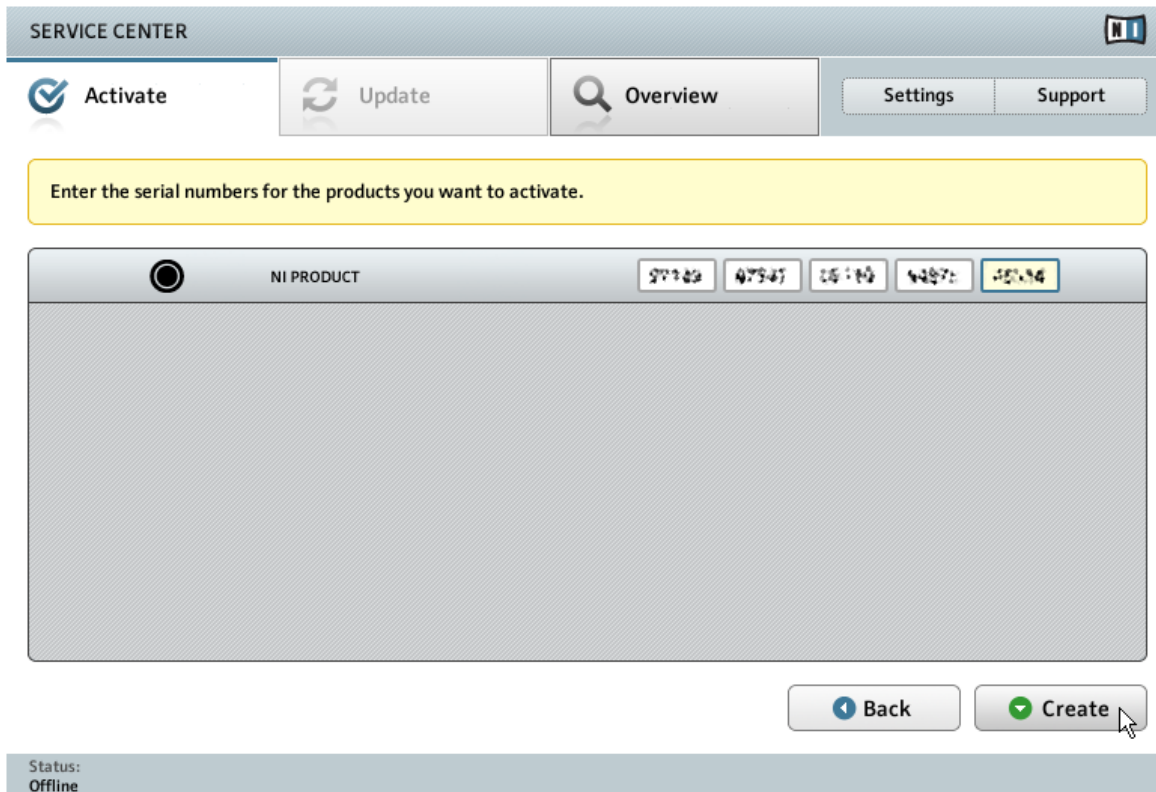 SERVICE CENTER
NI
Activate
Update
Overview
Settings
Support
Enter the serial numbers for the products you want to activate.
NI PRODUCT
Back
Create
Status:
Offline